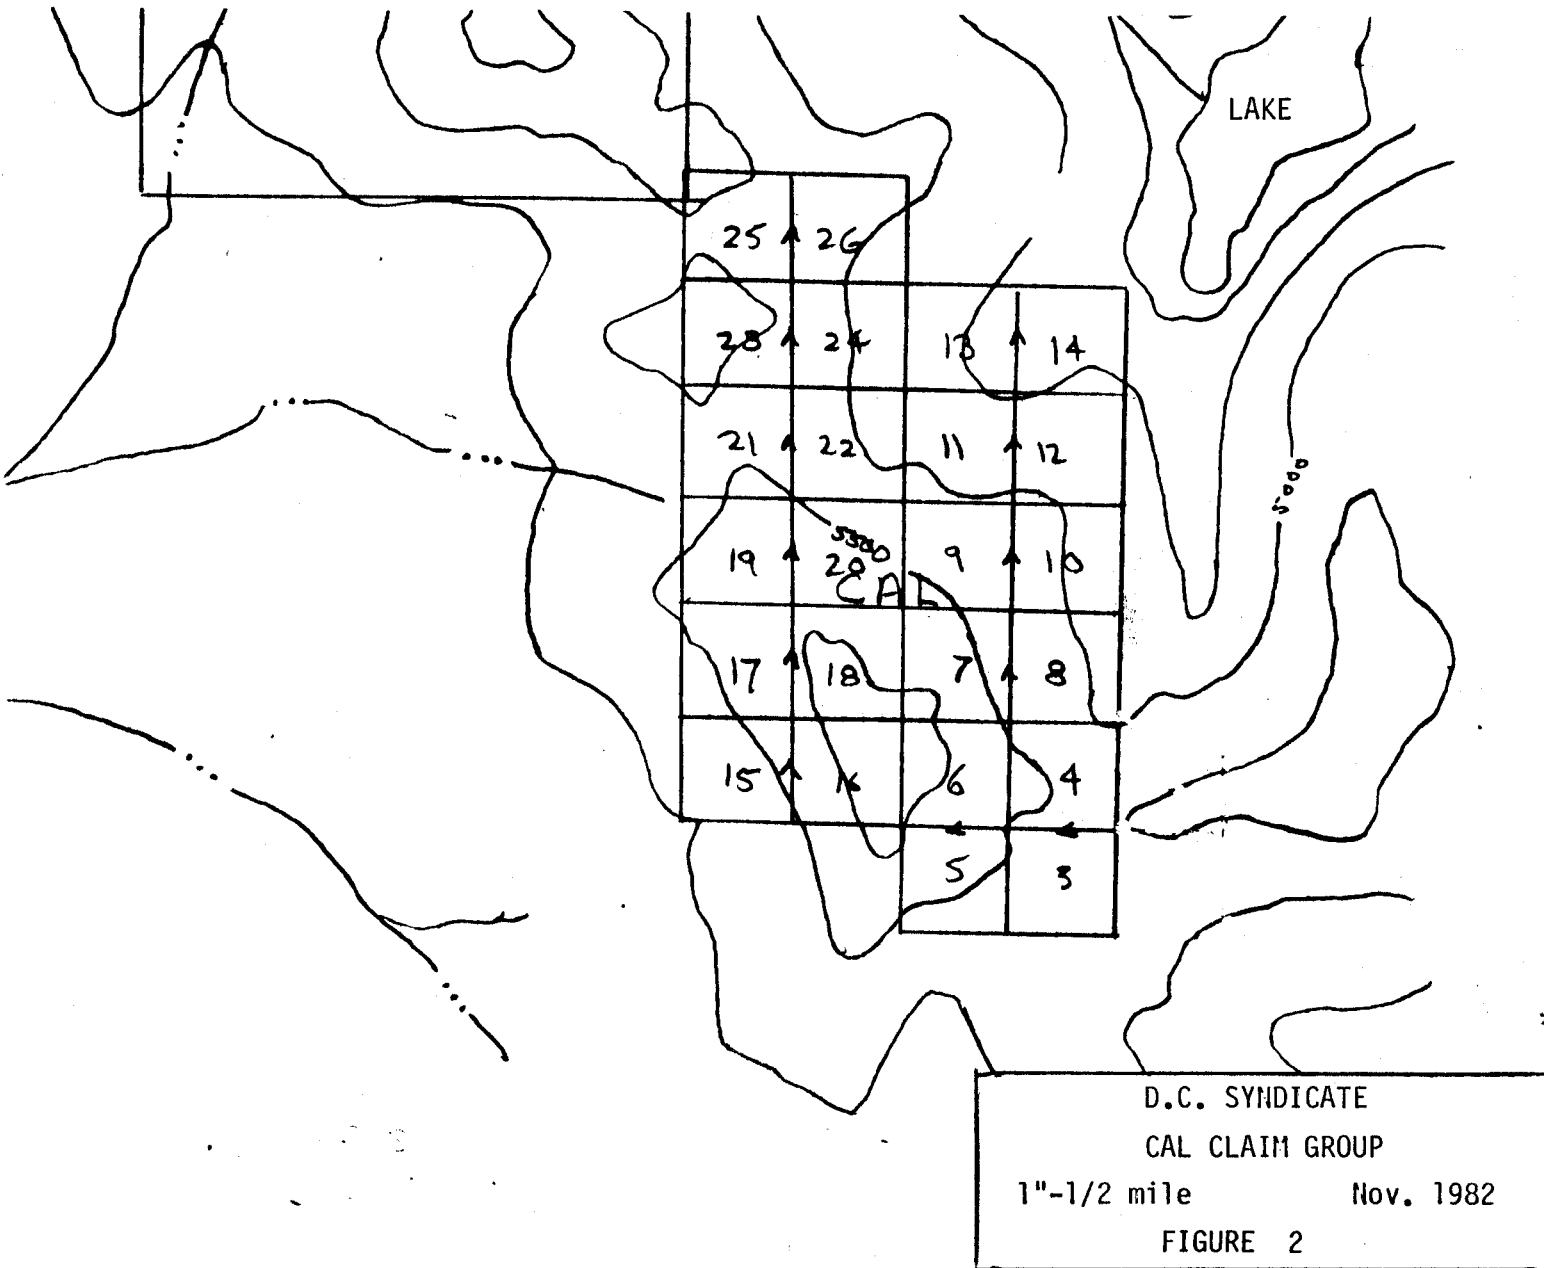 LAKE
25 26
23 24 13 14
21 22 11 12
5000
5300
19 20 9 10
CAL
17 18 7 8
15 16 6 4
5 3
D.C. SYNDICATE
CAL CLAIM GROUP
1"-1/2 mile Nov. 1982
FIGURE 2